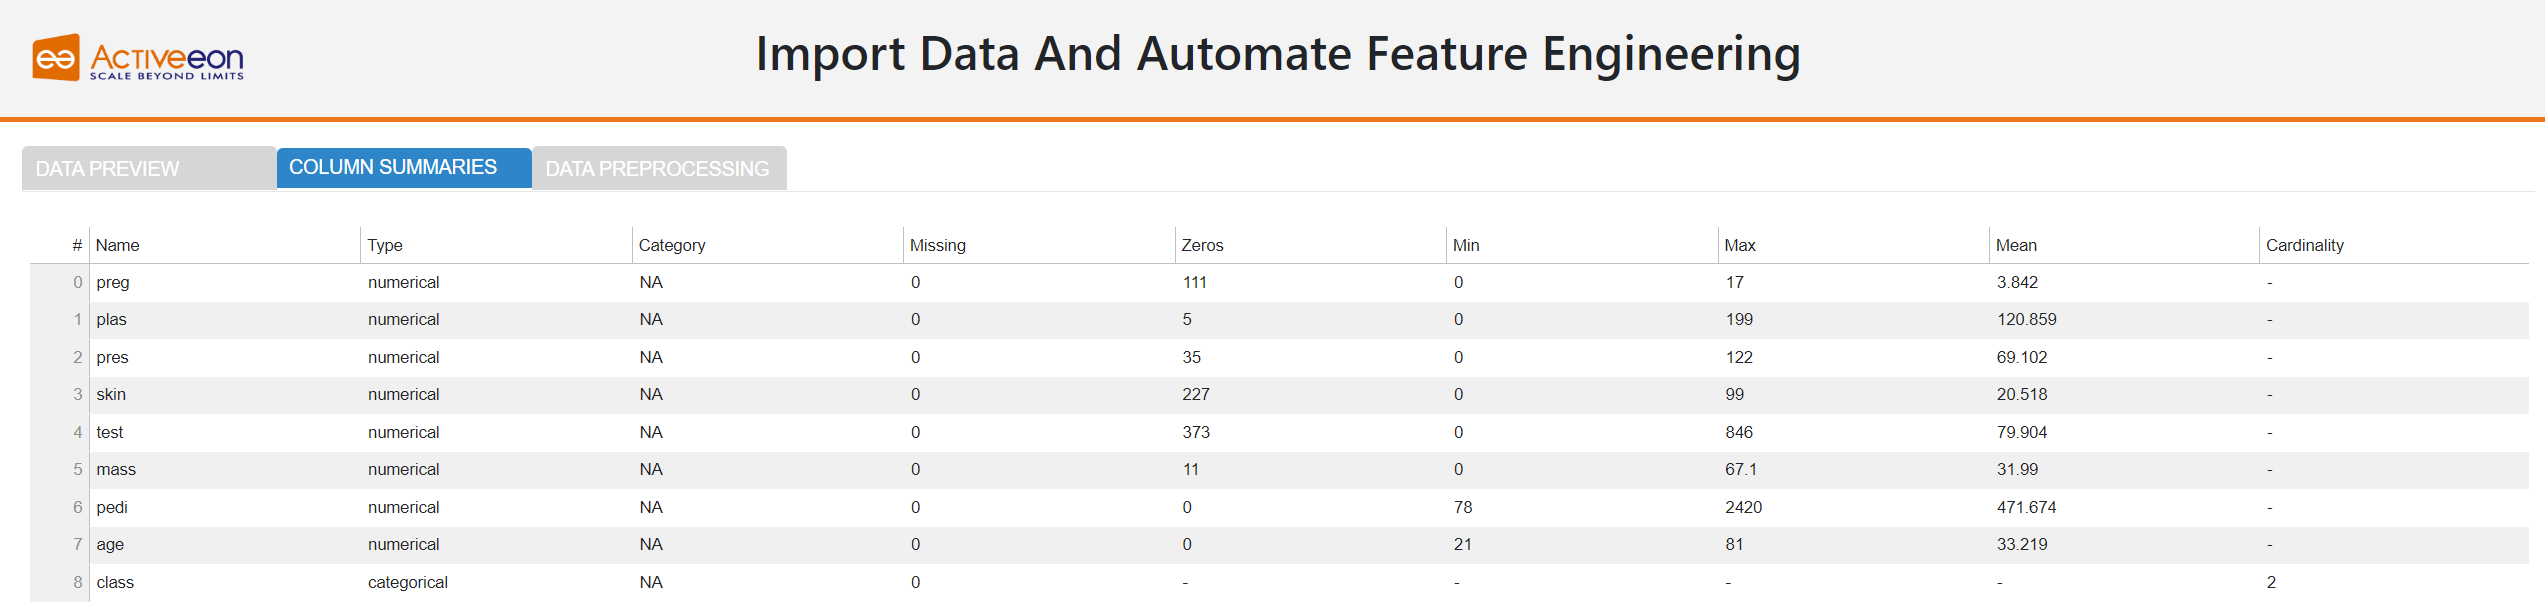 Activeeon
SCALE BEYOND LIMITS
Import Data And Automate Feature Engineering
DATA PREVIEW COLUMN SUMMARIES DATA PREPROCESSING
# Name Type Category Missing Zeros Min Max Mean Cardinality
0 preg numerical NA 0 111 0 17 3.842 -
1 plas numerical NA 0 5 0 199 120.859 -
2 pres numerical NA 0 35 0 122 69.102 -
3 skin numerical NA 0 227 0 99 20.518 -
4 test numerical NA 0 373 0 846 79.904 -
5 mass numerical NA 0 11 0 67.1 31.99 -
6 pedi numerical NA 0 0 78 2420 471.674 -
7 age numerical NA 0 0 21 81 33.219 -
8 class categorical NA 0 - - - - 2